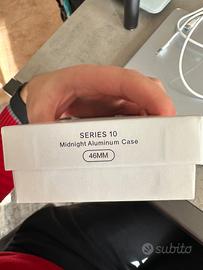 SERIES 10
Midnight Aluminum Case
46MM
subito